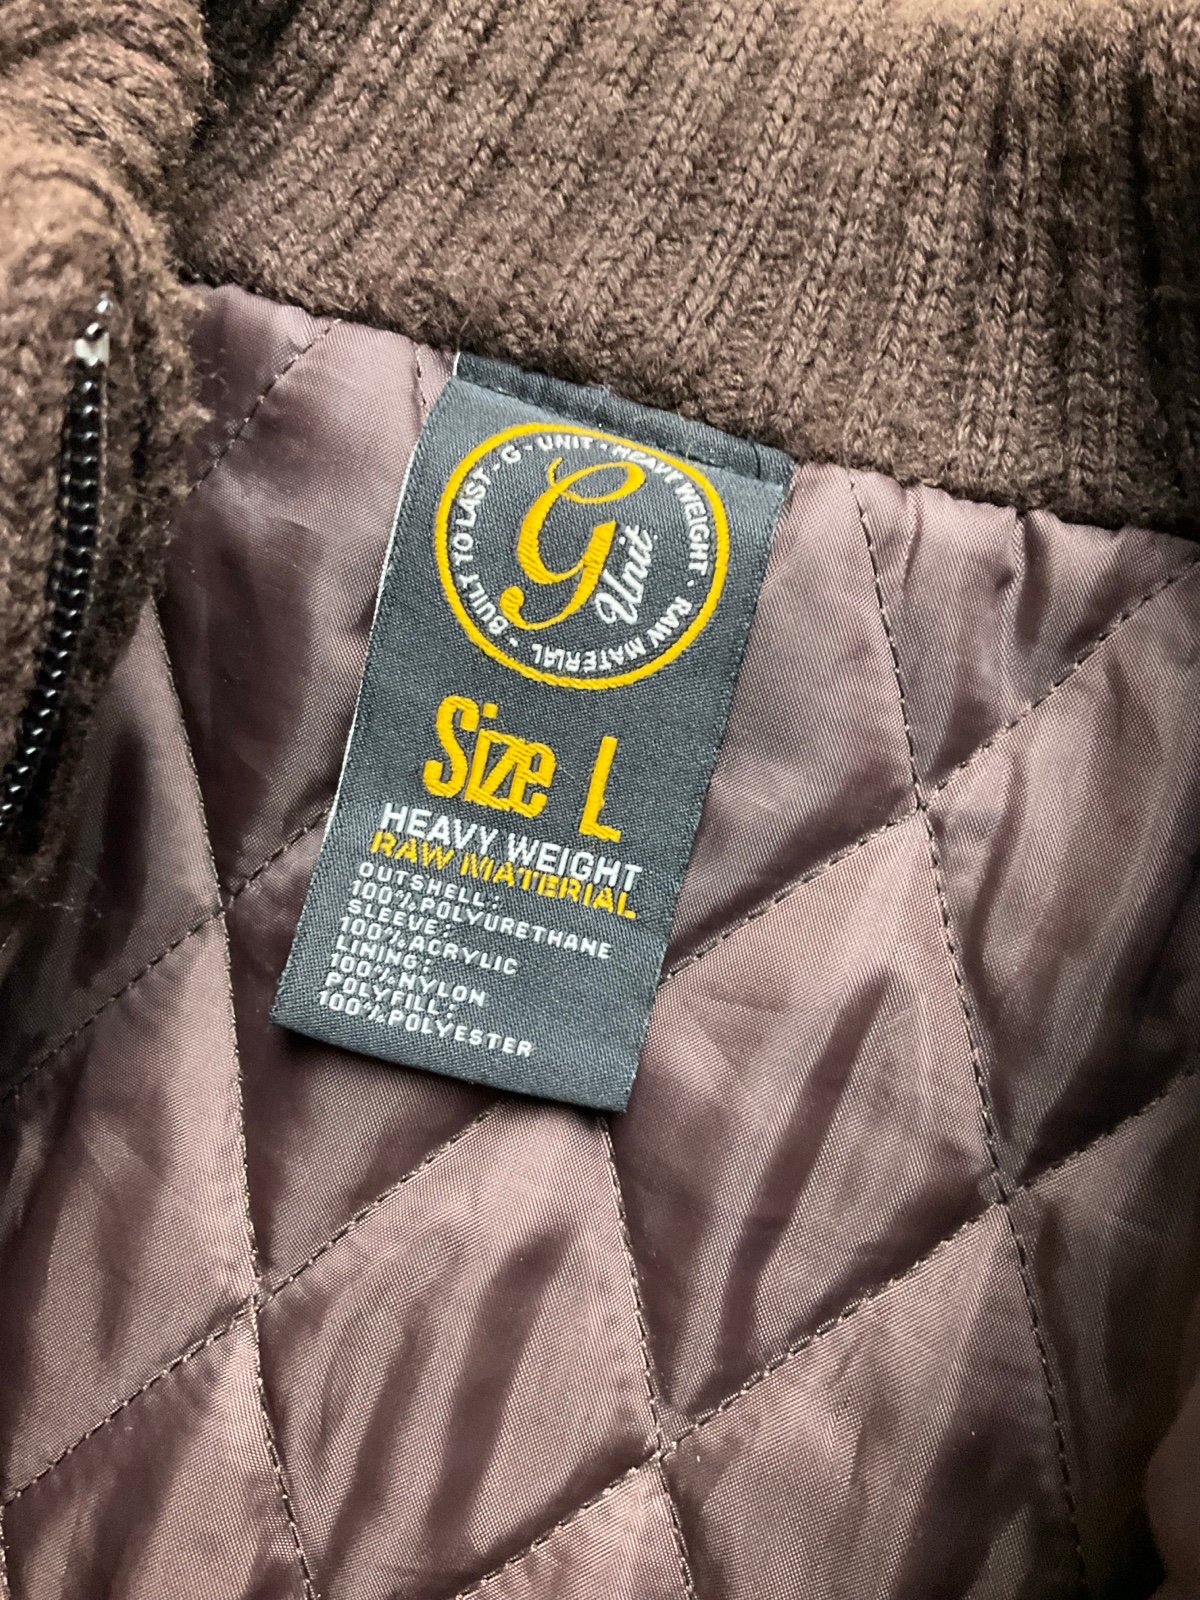 BUILT TO LAST - G - UNIT - HEAVY WEIGHT - RAW MATERIAL -
G
Unit
Size L
HEAVY WEIGHT
RAW MATERIAL
OUTSHELL:
100% POLYURETHANE
SLEEVE:
100% ACRYLIC
LINING:
100% NYLON
POLYFILL:
100% POLYESTER